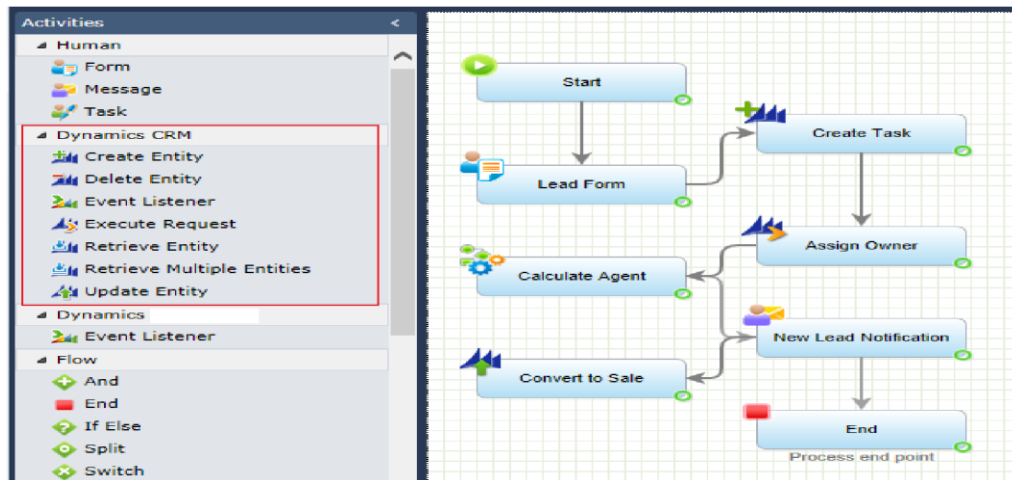 Activities <
Human
Form
Message
Task
Dynamics CRM
Create Entity
Delete Entity
Event Listener
Execute Request
Retrieve Entity
Retrieve Multiple Entities
Update Entity
Dynamics
Event Listener
Flow
And
End
If Else
Split
Switch
Start
Create Task
Lead Form
Assign Owner
Calculate Agent
New Lead Notification
Convert to Sale
End
Process end point